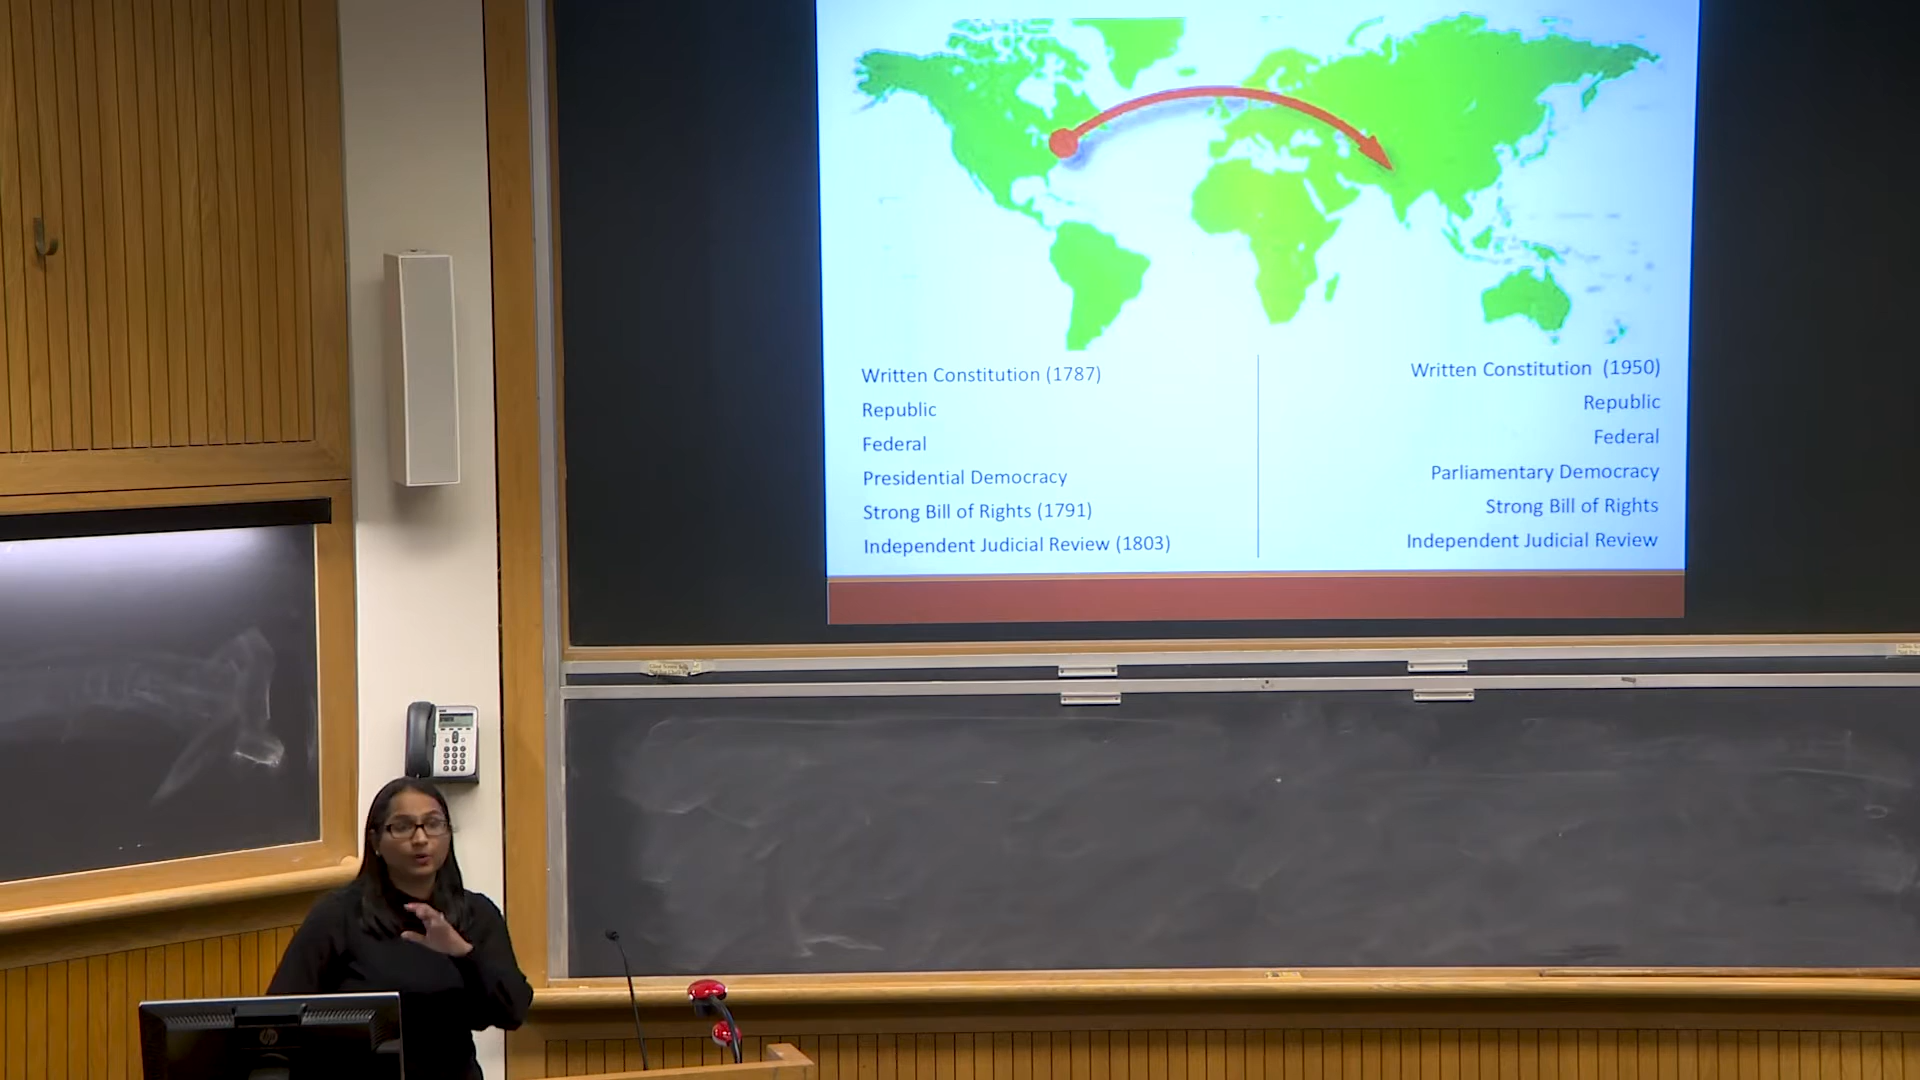 Written Constitution (1787)
Republic
Federal
Presidential Democracy
Strong Bill of Rights (1791)
Independent Judicial Review (1803)
Written Constitution (1950)
Republic
Federal
Parliamentary Democracy
Strong Bill of Rights
Independent Judicial Review
hp